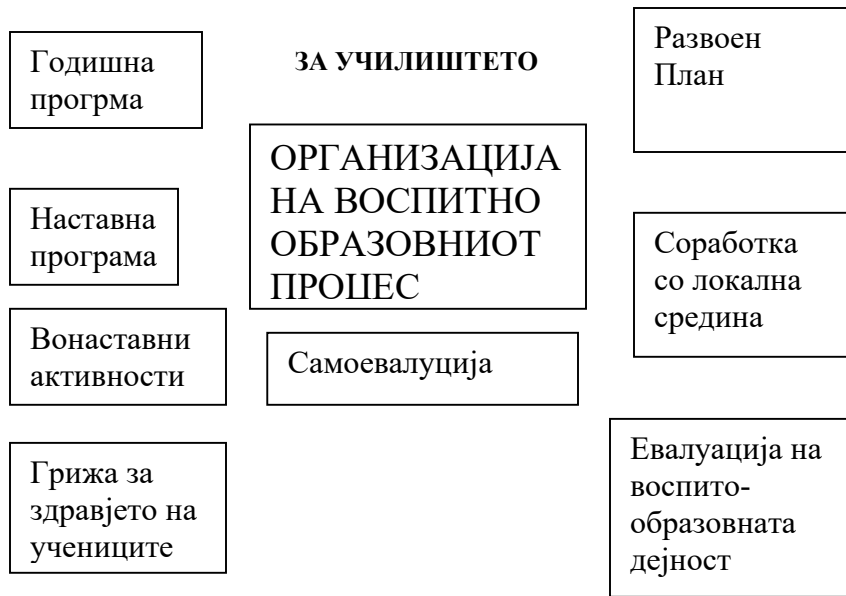 Годишна
прогрма
ЗА УЧИЛИШТЕТО
Развоен
План
ОРГАНИЗАЦИЈА
НА ВОСПИТНО
ОБРАЗОВНИОТ
ПРОЦЕС
Наставна
програма
Соработка
со локална
средина
Вонаставни
активности
Самоевалуција
Грижа за
здравјето на
учениците
Евалуација на
воспито-
образовната
дејност